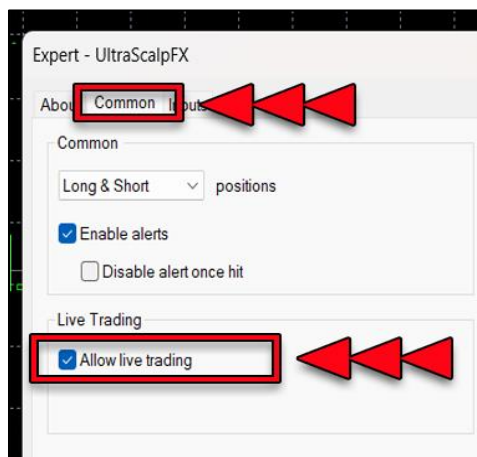 Expert - UltraScalpFX
Common
Common
Long & Short positions
Enable alerts
Disable alert once hit
Live Trading
Allow live trading